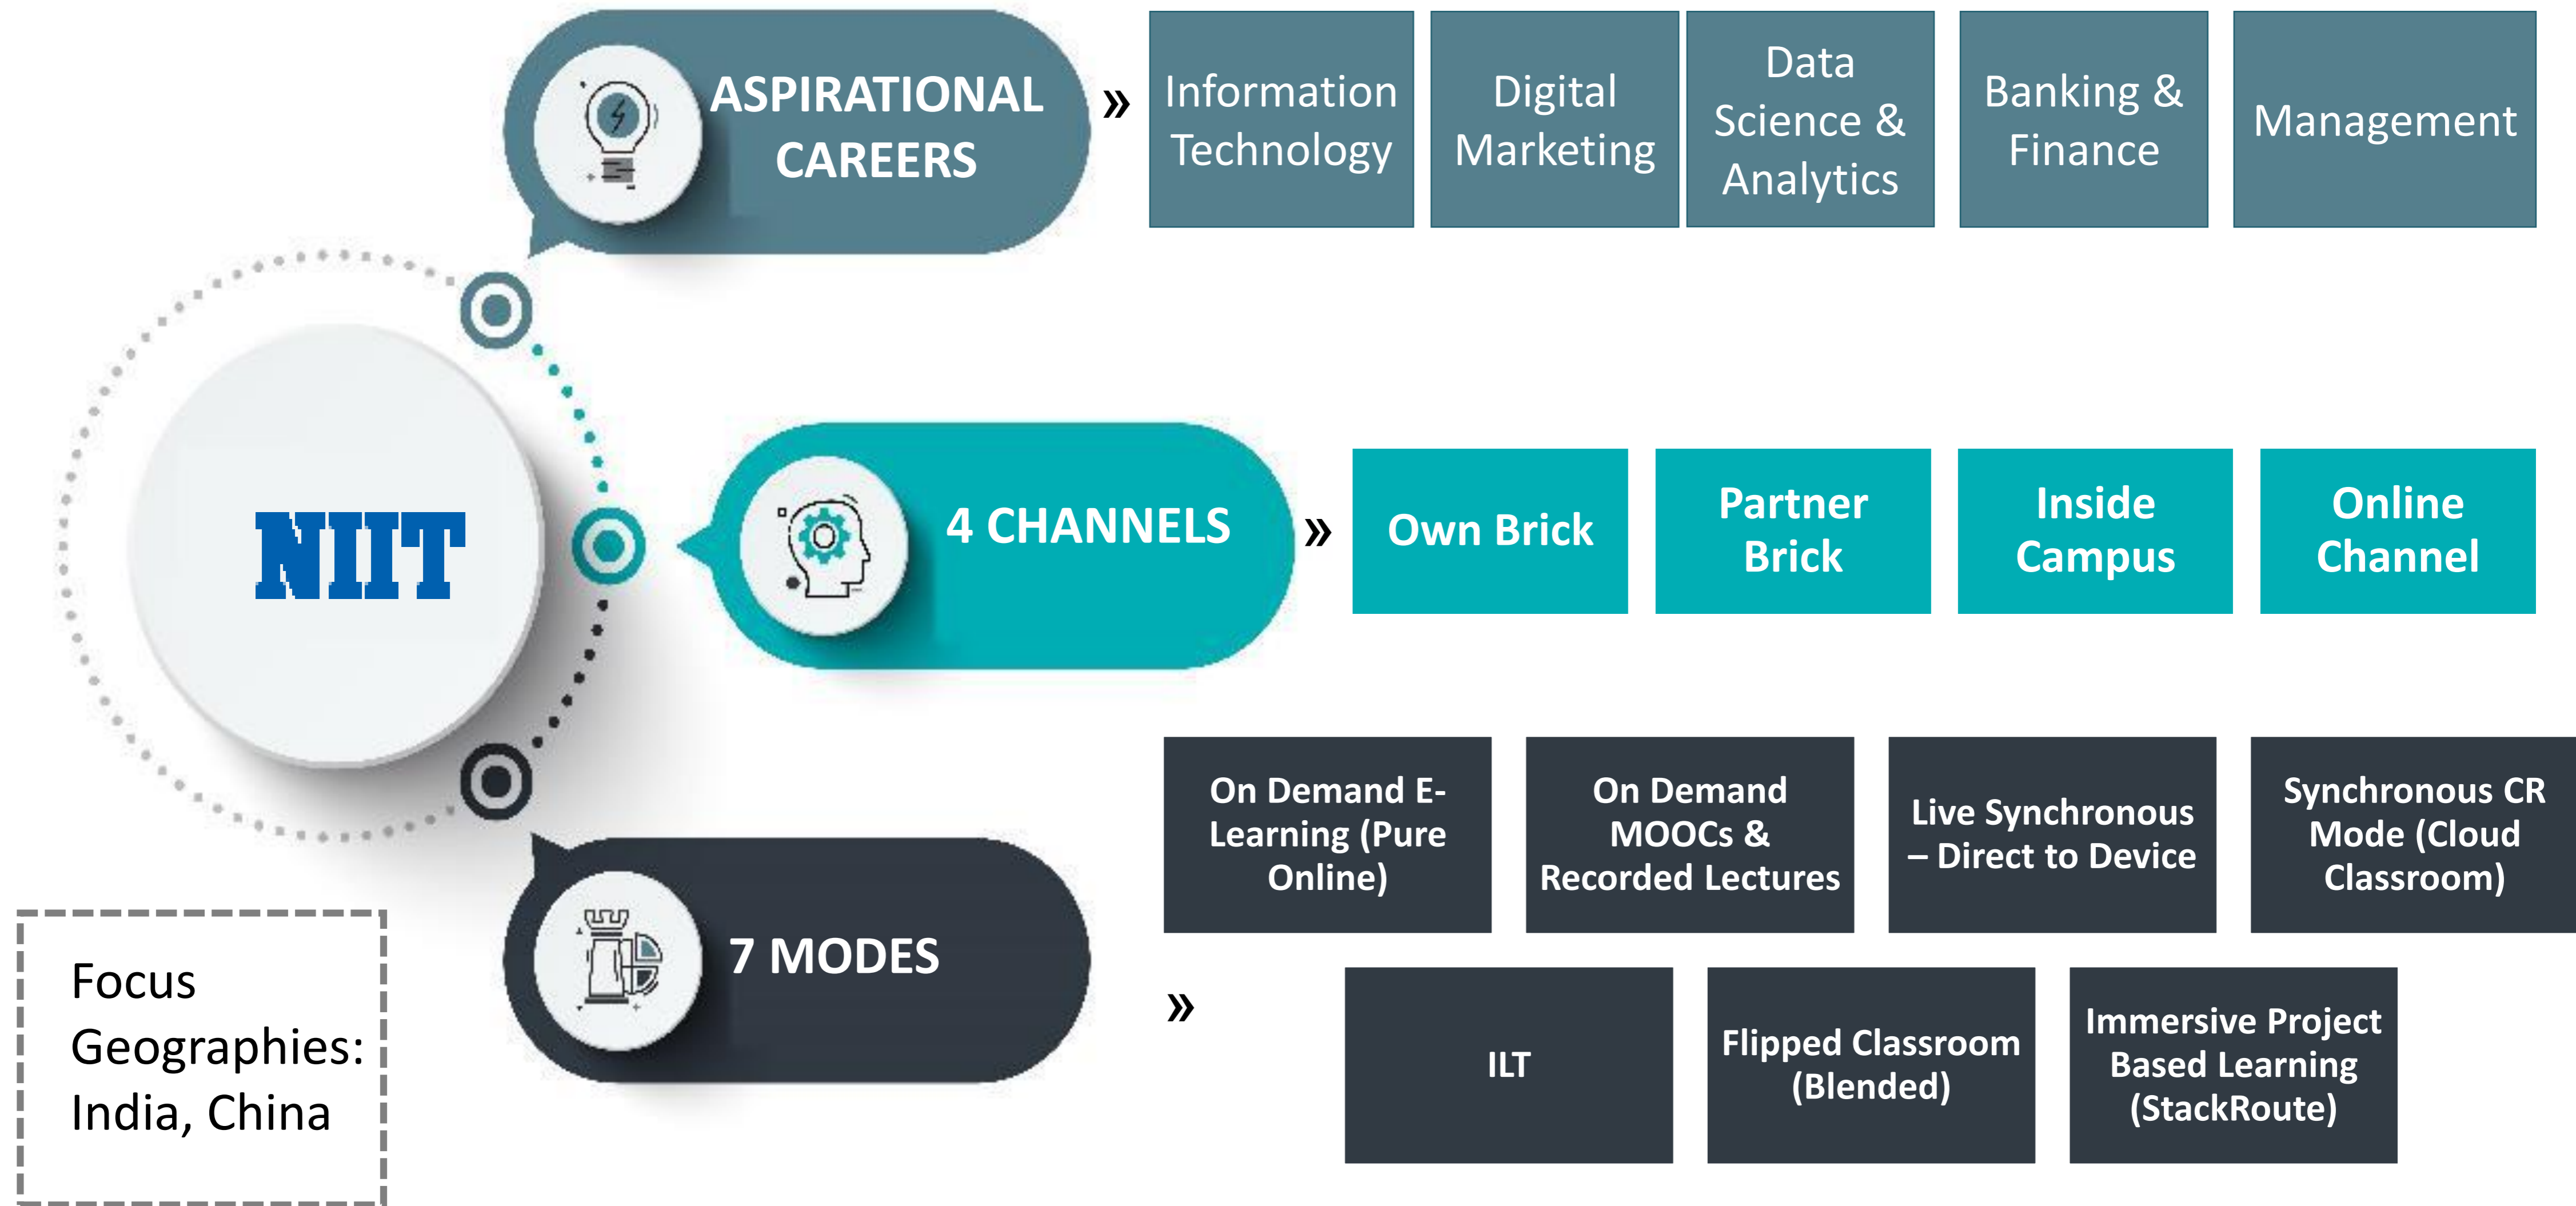 ASPIRATIONAL
CAREERS
»
Information
Technology
Digital
Marketing
Data
Science &
Analytics
Banking &
Finance
Management
NIIT
4 CHANNELS
»
Own Brick
Partner
Brick
Inside
Campus
Online
Channel
7 MODES
»
On Demand E-
Learning (Pure
Online)
On Demand
MOOCs &
Recorded Lectures
Live Synchronous
– Direct to Device
Synchronous CR
Mode (Cloud
Classroom)
ILT
Flipped Classroom
(Blended)
Immersive Project
Based Learning
(StackRoute)
Focus
Geographies:
India, China